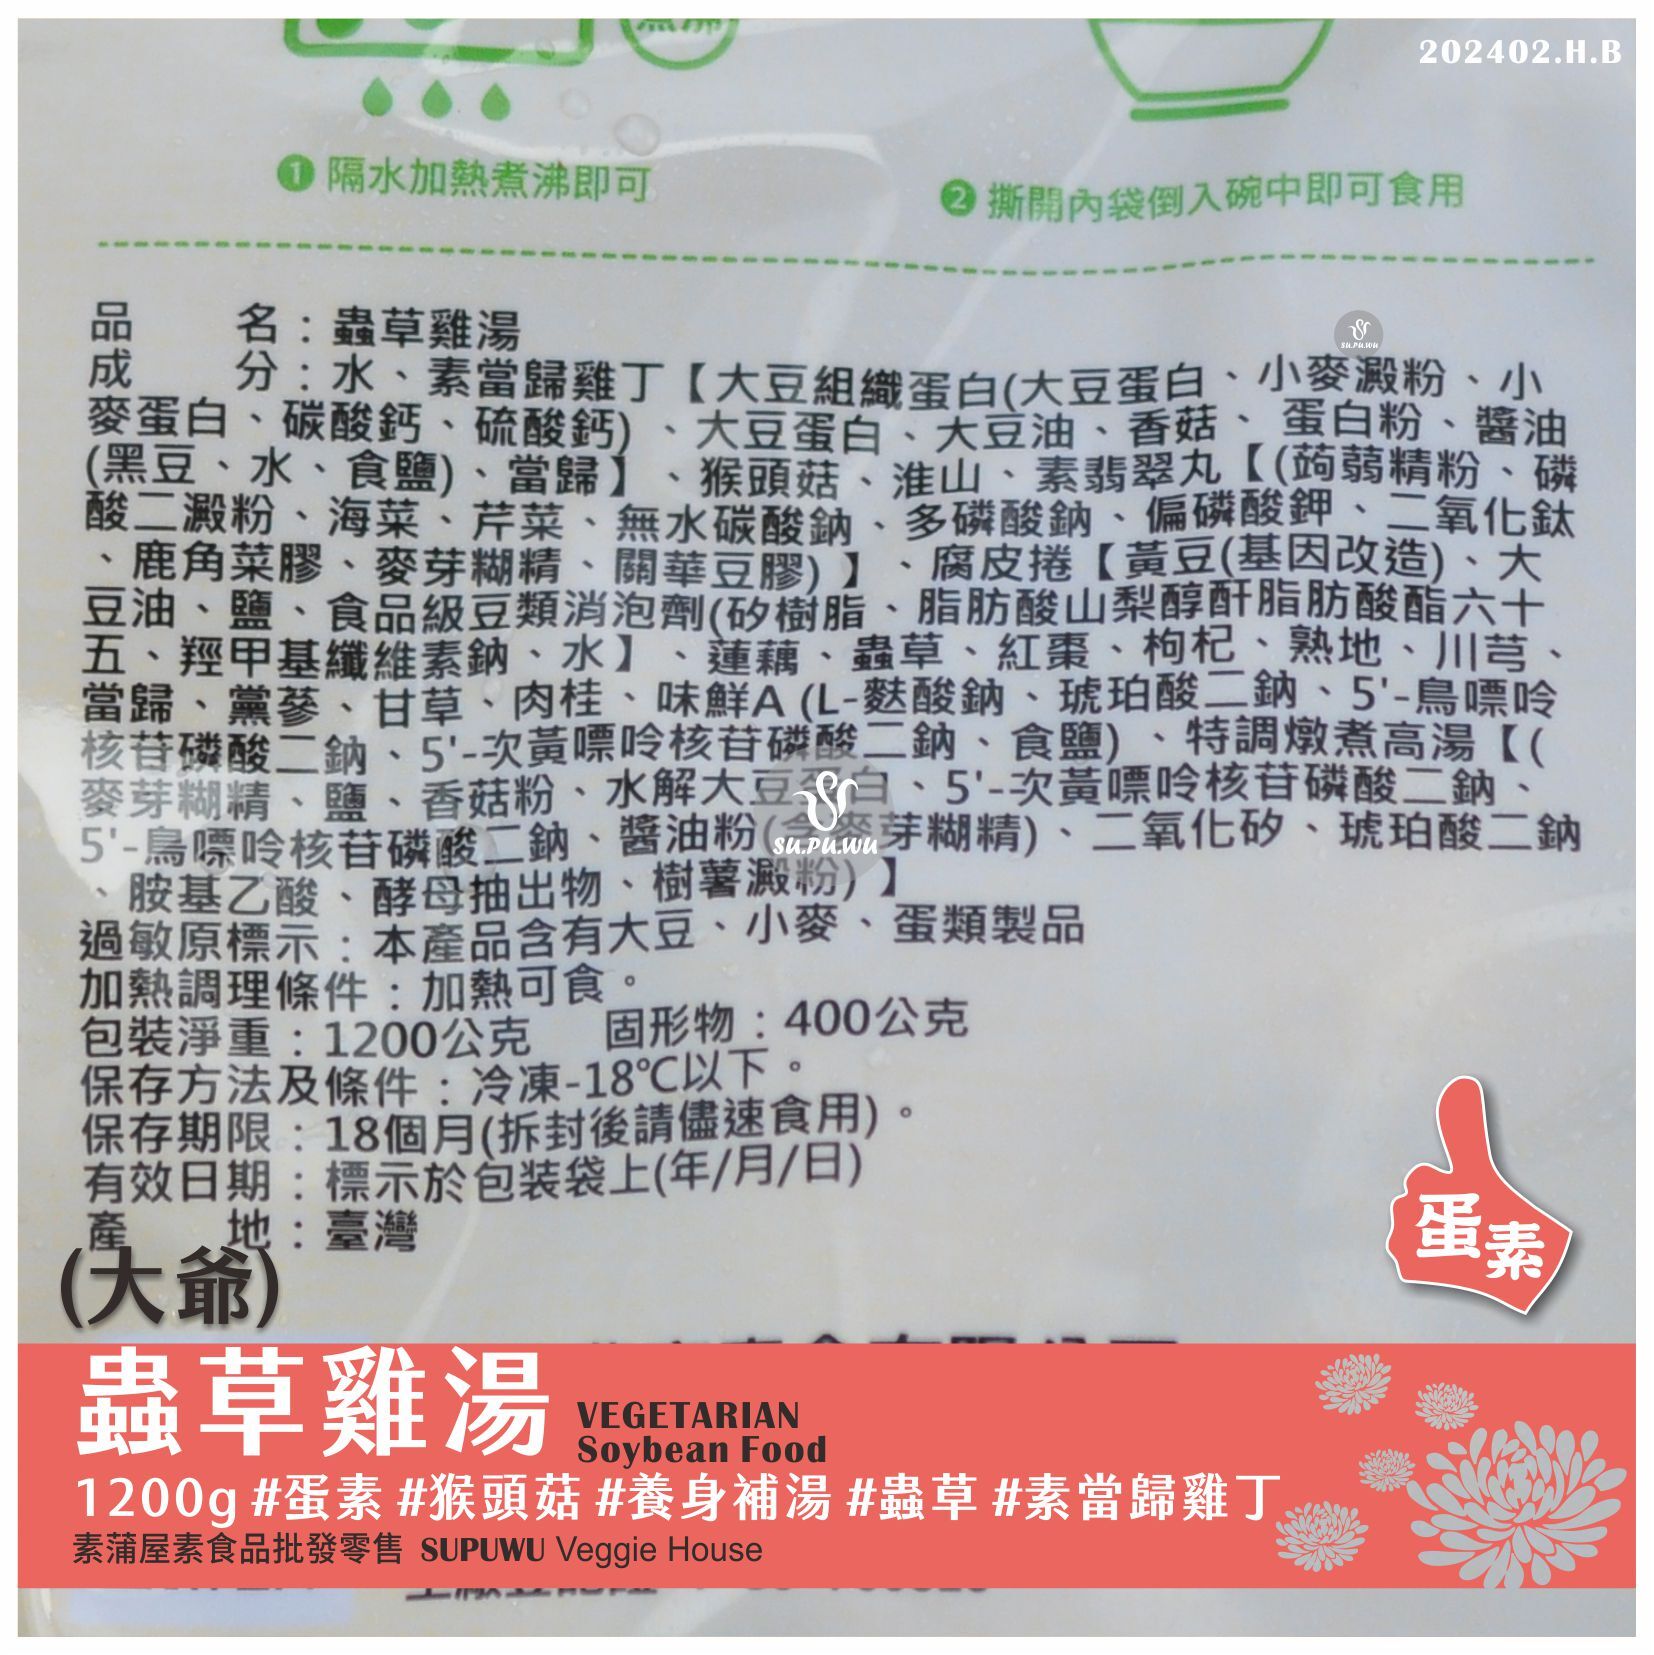 202402.H.B
❶ 隔水加熱煮沸即可
❷ 撕開內袋倒入碗中即可食用
品　　名：蟲草雞湯
成　　分：水、素當歸雞丁【大豆組織蛋白(大豆蛋白、小麥澱粉、小
麥蛋白、碳酸鈣、硫酸鈣)、大豆蛋白、大豆油、香菇、蛋白粉、醬油
(黑豆、水、食鹽)、當歸】、猴頭菇、淮山、素翡翠丸【(蒟蒻精粉、磷
酸二澱粉、海菜、芹菜、無水碳酸鈉、多磷酸鈉、偏磷酸鉀、二氧化鈦
、鹿角菜膠、麥芽糊精、關華豆膠)】、腐皮捲【黃豆(基因改造)、大
豆油、鹽、食品級豆類消泡劑(矽樹脂、脂肪酸山梨醇酐脂肪酸酯六十
五、羥甲基纖維素鈉、水】、蓮藕、蟲草、紅棗、枸杞、熟地、川芎、
當歸、黨蔘、甘草、肉桂、味鮮A (L-麩酸鈉、琥珀酸二鈉、5'-鳥嘌呤
核苷磷酸二鈉、5'-次黃嘌呤核苷磷酸二鈉、食鹽)、特調燉煮高湯【(
麥芽糊精、鹽、香菇粉、水解大豆蛋白、5'-次黃嘌呤核苷磷酸二鈉、
5'-鳥嘌呤核苷磷酸二鈉、醬油粉(含麥芽糊精)、二氧化矽、琥珀酸二鈉
、胺基乙酸、酵母抽出物、樹薯澱粉)】
過敏原標示：本產品含有大豆、小麥、蛋類製品
加熱調理條件：加熱可食。
包裝淨重：1200公克　固形物：400公克
保存方法及條件：冷凍-18℃以下。
保存期限：18個月(拆封後請儘速食用)。
有效日期：標示於包裝袋上(年/月/日)
產　　地：臺灣
SU.PU.WU
SU.PU.WU
蛋素
(大爺)
蟲草雞湯 VEGETARIAN
Soybean Food
1200g #蛋素 #猴頭菇 #養身補湯 #蟲草 #素當歸雞丁
素蒲屋素食品批發零售 SUPUWU Veggie House